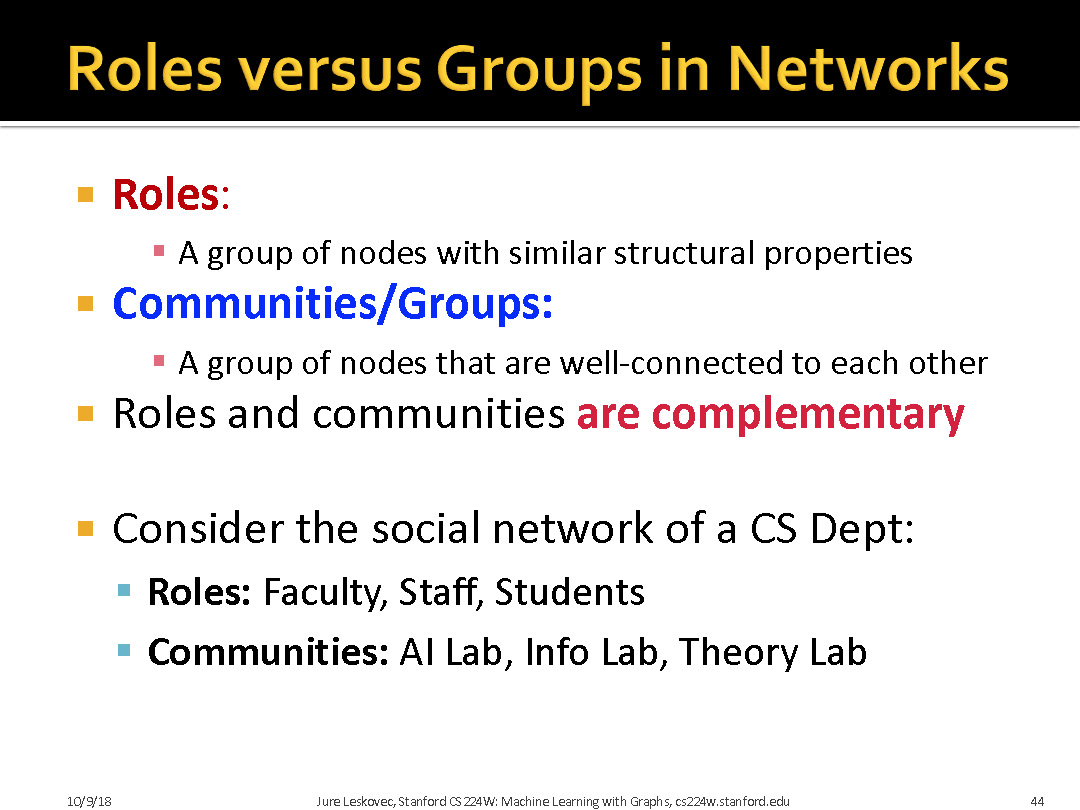 Roles versus Groups in Networks
Roles:
A group of nodes with similar structural properties
Communities/Groups:
A group of nodes that are well-connected to each other
Roles and communities are complementary
Consider the social network of a CS Dept:
Roles: Faculty, Staff, Students
Communities: AI Lab, Info Lab, Theory Lab
10/9/18 Jure Leskovec, Stanford CS224W: Machine Learning with Graphs, cs224w.stanford.edu 44